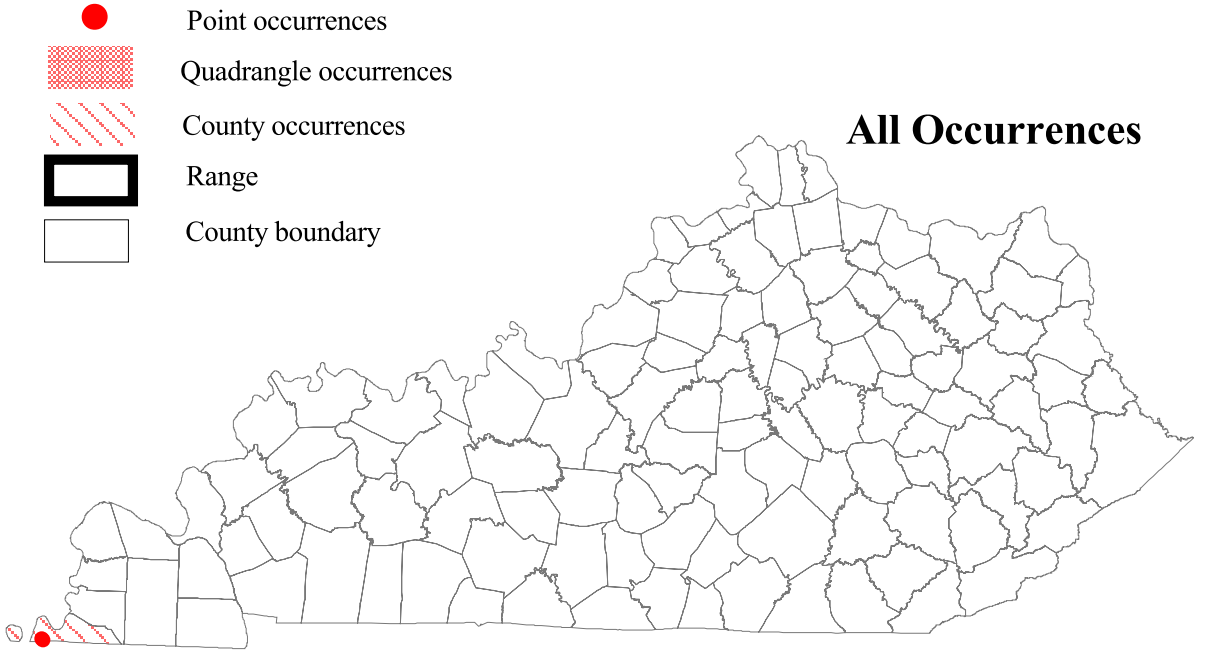 Point occurrences
Quadrangle occurrences
County occurrences
All Occurrences
Range
County boundary